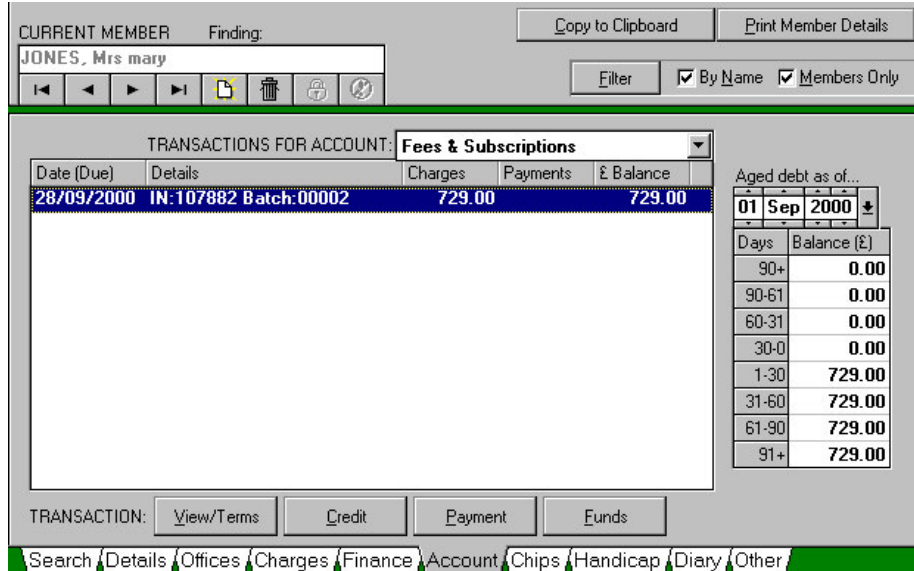 Copy to Clipboard Print Member Details
CURRENT MEMBER Finding:
JONES, Mrs mary
Filter By Name Members Only
TRANSACTIONS FOR ACCOUNT: Fees & Subscriptions
Date (Due) Details Charges Payments £ Balance
28/09/2000 IN:107882 Batch:00002 729.00 729.00
Aged debt as of...
01 Sep 2000
Days Balance (£)
90+ 0.00
90-61 0.00
60-31 0.00
30-0 0.00
1-30 729.00
31-60 729.00
61-90 729.00
91+ 729.00
TRANSACTION: View/Terms Credit Payment Funds
Search Details Offices Charges Finance Account Chips Handicap Diary Other